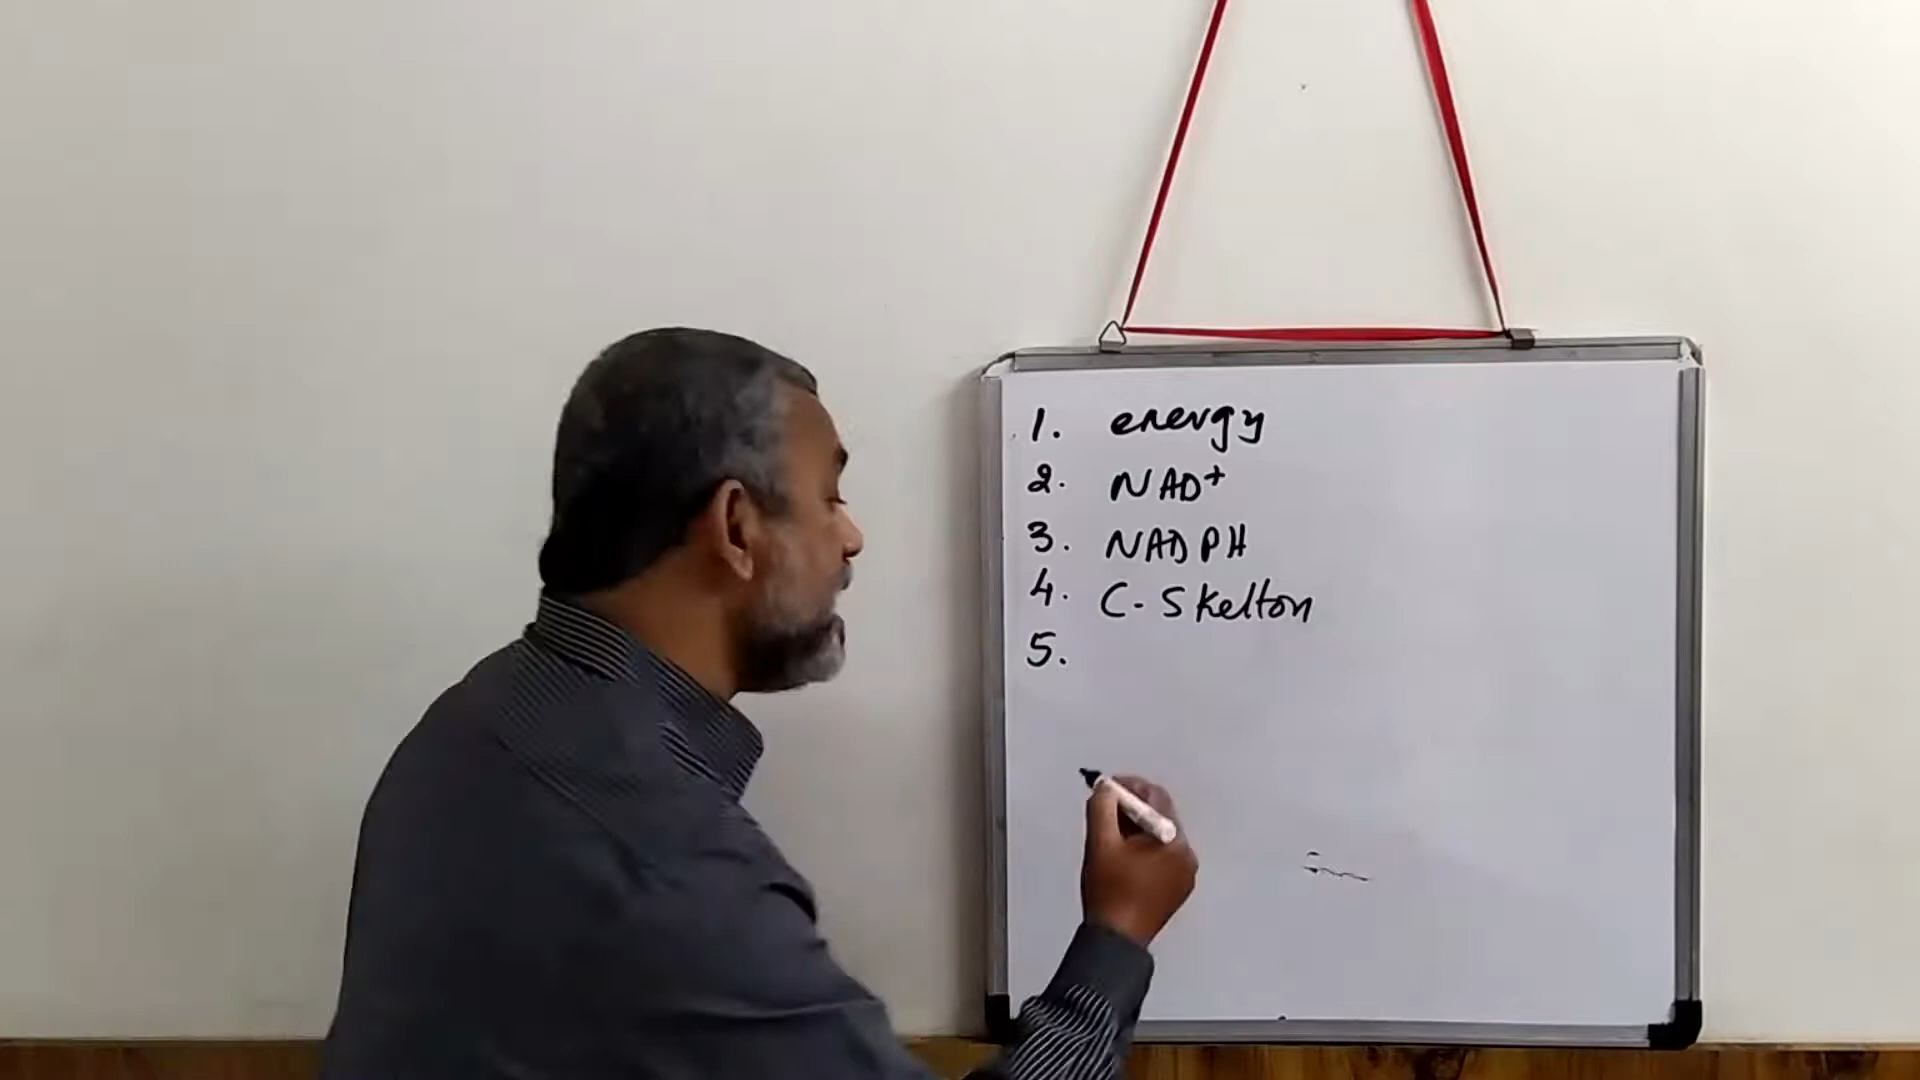 1. energy
2. NAD+
3. NADPH
4. C-Skelton
5.